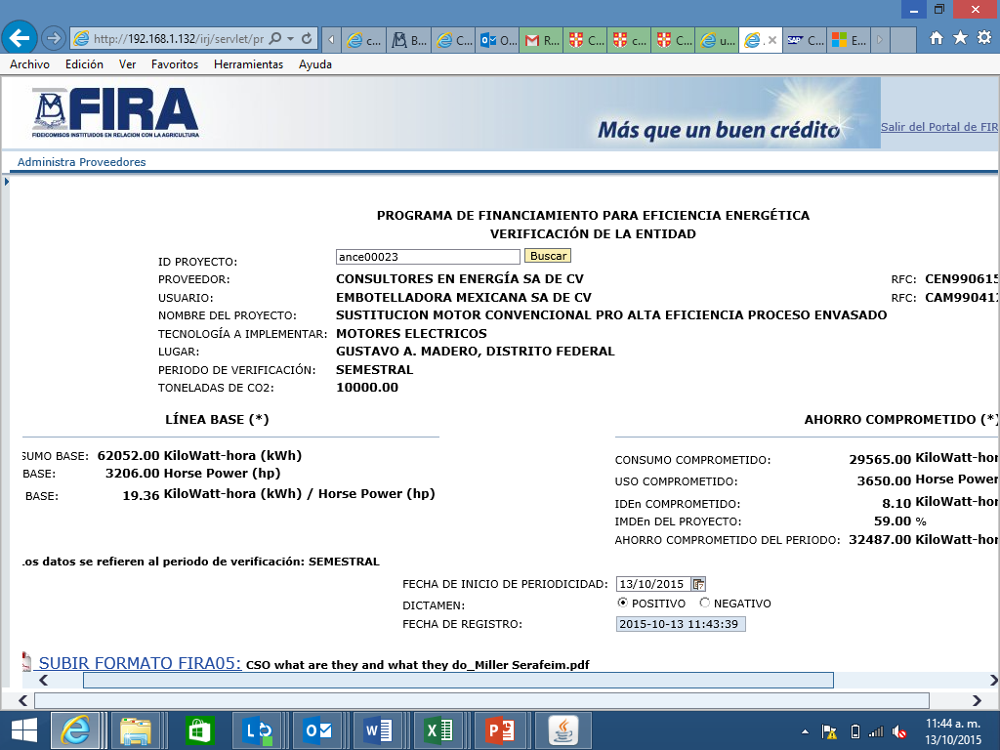 http://192.168.1.132/irj/servlet/pr
c...
B...
C...
O...
R...
C...
c...
C...
u...
C...
E...
Archivo Edición Ver Favoritos Herramientas Ayuda
FIRA
FIDEICOMISOS INSTITUIDOS EN RELACION CON LA AGRICULTURA
Más que un buen crédito
Salir del Portal de FIR
Administra Proveedores
PROGRAMA DE FINANCIAMIENTO PARA EFICIENCIA ENERGÉTICA
VERIFICACIÓN DE LA ENTIDAD
ID PROYECTO: ance00023 Buscar
PROVEEDOR: CONSULTORES EN ENERGÍA SA DE CV RFC: CEN990615
USUARIO: EMBOTELLADORA MEXICANA SA DE CV RFC: CAM990412
NOMBRE DEL PROYECTO: SUSTITUCION MOTOR CONVENCIONAL PRO ALTA EFICIENCIA PROCESO ENVASADO
TECNOLOGÍA A IMPLEMENTAR: MOTORES ELECTRICOS
LUGAR: GUSTAVO A. MADERO, DISTRITO FEDERAL
PERIODO DE VERIFICACIÓN: SEMESTRAL
TONELADAS DE CO2: 10000.00
LÍNEA BASE (*)
SUMO BASE: 62052.00 KiloWatt-hora (kWh)
BASE: 3206.00 Horse Power (hp)
BASE: 19.36 KiloWatt-hora (kWh) / Horse Power (hp)
AHORRO COMPROMETIDO (*)
CONSUMO COMPROMETIDO: 29565.00 KiloWatt-hor
USO COMPROMETIDO: 3650.00 Horse Power
IDEn COMPROMETIDO: 8.10 KiloWatt-hor
IMDEn DEL PROYECTO: 59.00 %
AHORRO COMPROMETIDO DEL PERIODO: 32487.00 KiloWatt-hor
Los datos se refieren al periodo de verificación: SEMESTRAL
FECHA DE INICIO DE PERIODICIDAD: 13/10/2015
DICTAMEN: POSITIVO NEGATIVO
FECHA DE REGISTRO: 2015-10-13 11:43:39
SUBIR FORMATO FIRA05: CSO what are they and what they do_Miller Serafeim.pdf
11:44 a. m.
13/10/2015